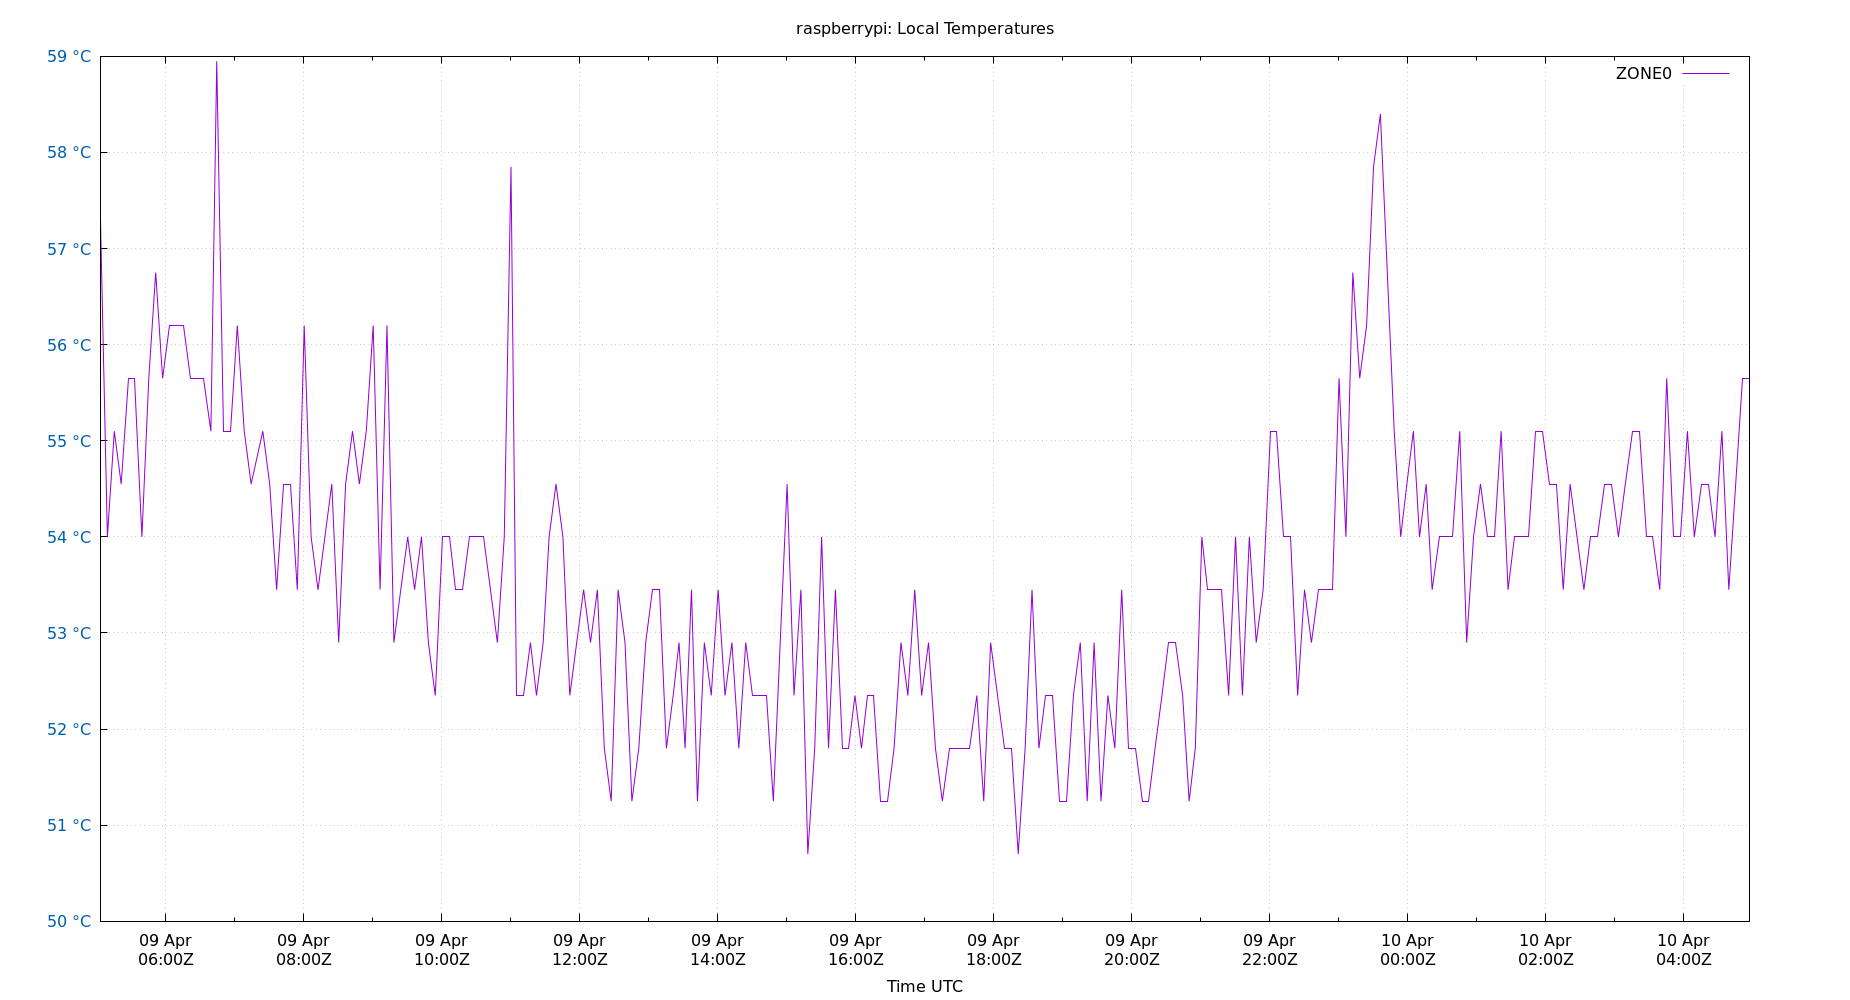 raspberrypi: Local Temperatures
ZONE0
59 °C
58 °C
57 °C
56 °C
55 °C
54 °C
53 °C
52 °C
51 °C
50 °C
09 Apr 09 Apr 09 Apr 09 Apr 09 Apr 09 Apr 09 Apr 09 Apr 09 Apr 10 Apr 10 Apr 10 Apr
06:00Z 08:00Z 10:00Z 12:00Z 14:00Z 16:00Z 18:00Z 20:00Z 22:00Z 00:00Z 02:00Z 04:00Z
Time UTC